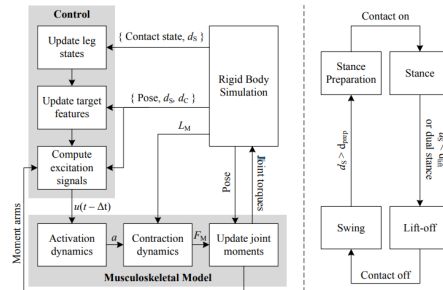 Control
Update leg
states
Update target
features
Compute
excitation
signals
{ Contact state, dS}
{ Pose, dS, dC}
LM
Rigid Body
Simulation
Pose
Joint torques
Moment arms
u(t − Δt)
Activation
dynamics
a
Contraction
dynamics
FM
Update joint
moments
Musculoskeletal Model
Contact on
Stance
Preparation
Stance
dS < dprep
dS < dlift
or dual stance
Swing
Lift-off
Contact off